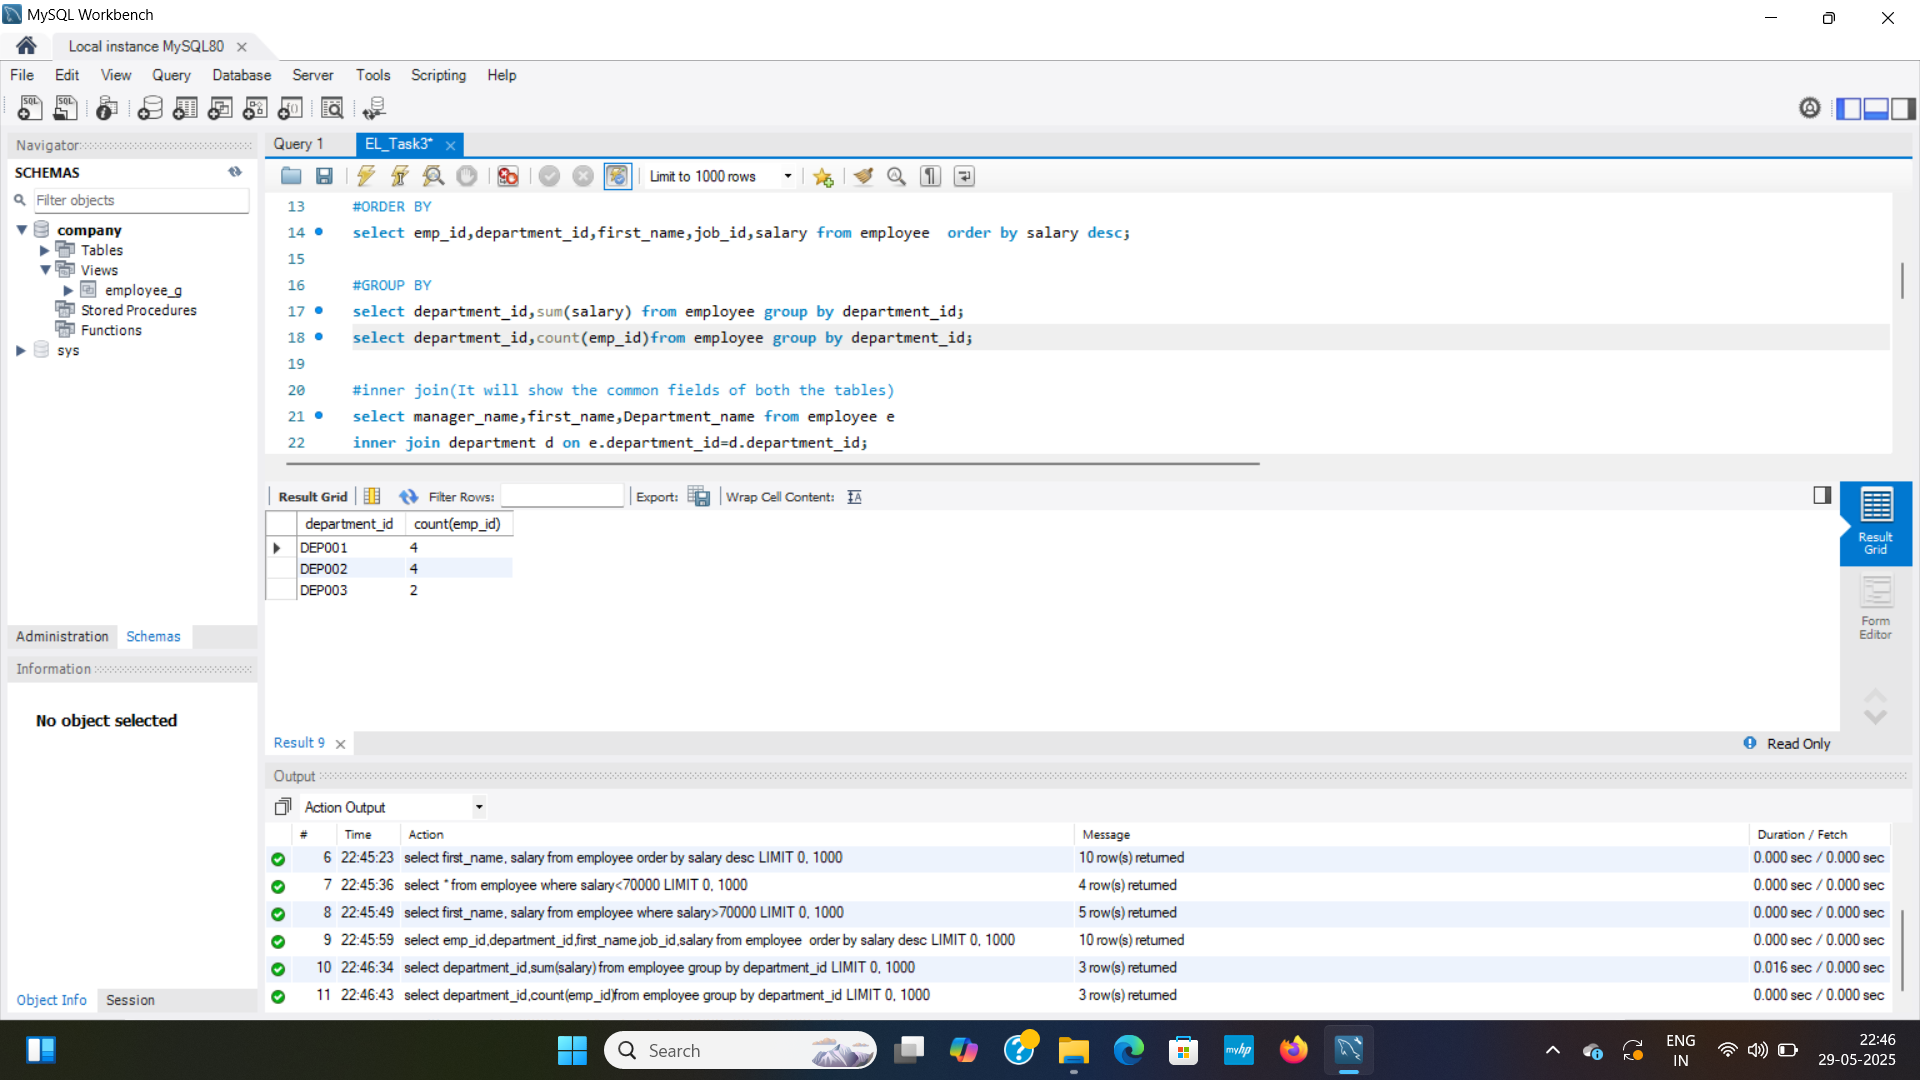 MySQL Workbench
Local instance MySQL80
File Edit View Query Database Server Tools Scripting Help
Navigator
SCHEMAS
Filter objects
company
Tables
Views
employee_g
Stored Procedures
Functions
sys
Administration Schemas
Information
No object selected
Object Info Session
Query 1 EL_Task3*
Limit to 1000 rows
13 #ORDER BY
14 select emp_id,department_id,first_name,job_id,salary from employee  order by salary desc;
15
16 #GROUP BY
17 select department_id,sum(salary) from employee group by department_id;
18 select department_id,count(emp_id)from employee group by department_id;
19
20 #inner join(It will show the common fields of both the tables)
21 select manager_name,first_name,Department_name from employee e
22 inner join department d on e.department_id=d.department_id;
Result Grid Filter Rows: Export: Wrap Cell Content:
department_id count(emp_id)
DEP001 4
DEP002 4
DEP003 2
Result Grid
Form Editor
Result 9
Read Only
Output
Action Output
# Time Action Message Duration / Fetch
6 22:45:23 select first_name, salary from employee order by salary desc LIMIT 0, 1000 10 row(s) returned 0.000 sec / 0.000 sec
7 22:45:36 select * from employee where salary<70000 LIMIT 0, 1000 4 row(s) returned 0.000 sec / 0.000 sec
8 22:45:49 select first_name, salary from employee where salary>70000 LIMIT 0, 1000 5 row(s) returned 0.000 sec / 0.000 sec
9 22:45:59 select emp_id,department_id,first_name,job_id,salary from employee  order by salary desc LIMIT 0, 1000 10 row(s) returned 0.000 sec / 0.000 sec
10 22:46:34 select department_id,sum(salary) from employee group by department_id LIMIT 0, 1000 3 row(s) returned 0.016 sec / 0.000 sec
11 22:46:43 select department_id,count(emp_id)from employee group by department_id LIMIT 0, 1000 3 row(s) returned 0.000 sec / 0.000 sec
Search
myhp
ENG
IN
22:46
29-05-2025